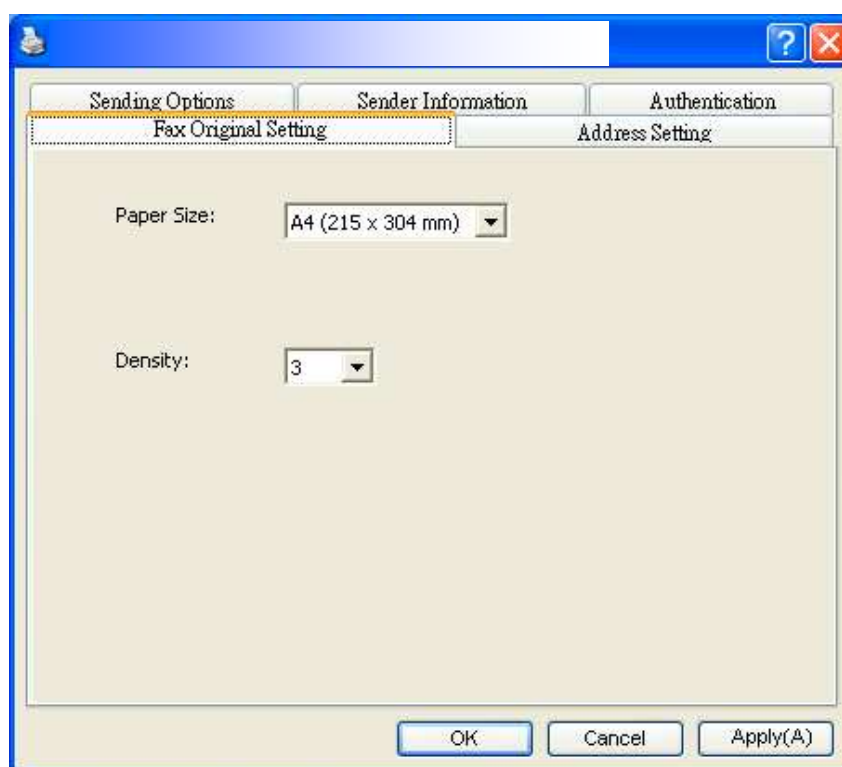 ?
Sending Options Sender Information Authentication
Fax Original Setting Address Setting
Paper Size: A4 (215 x 304 mm)
Density: 3
OK Cancel Apply(A)